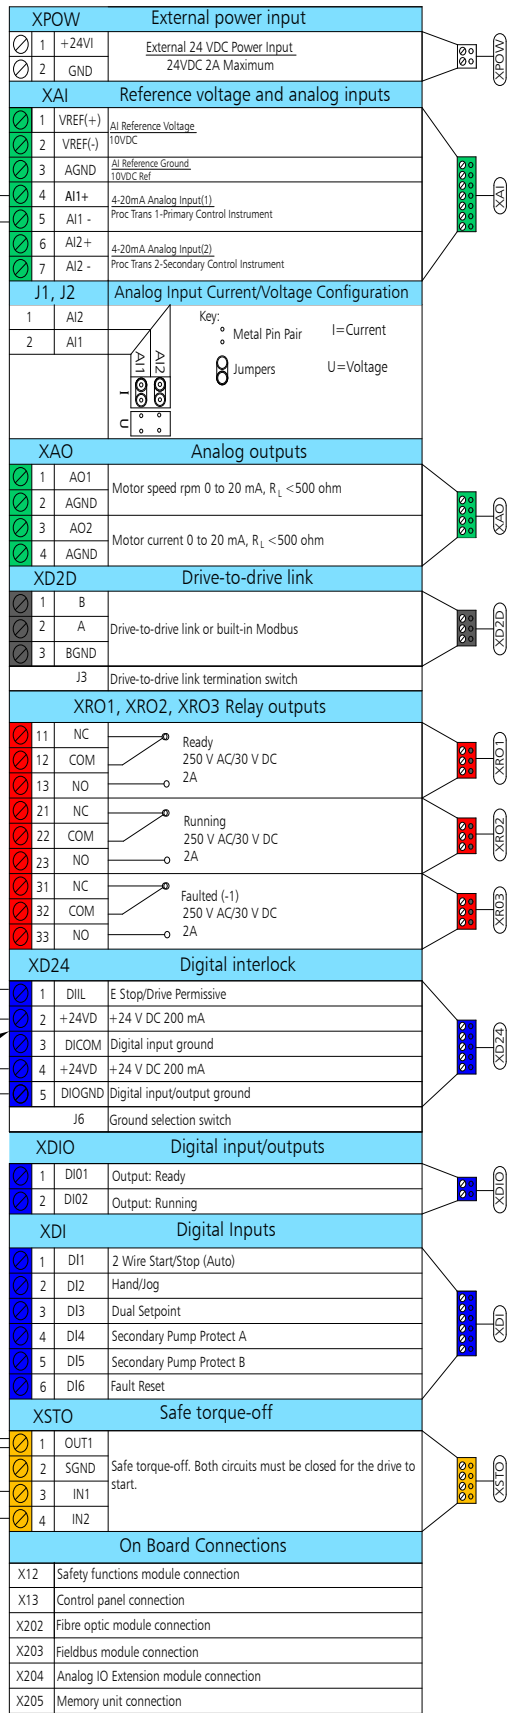 XPOW External power input
1 +24VI External 24 VDC Power Input
2 GND 24VDC 2A Maximum
XPOW
XAI Reference voltage and analog inputs
1 VREF(+) AI Reference Voltage
2 VREF(-) 10VDC
3 AGND AI Reference Ground
10VDC Ref
4 AI1+ 4-20mA Analog Input(1)
5 AI1 - Proc Trans 1-Primary Control Instrument
6 AI2+ 4-20mA Analog Input(2)
7 AI2 - Proc Trans 2-Secondary Control Instrument
XAI
J1, J2 Analog Input Current/Voltage Configuration
1 AI2
2 AI1
AI1 AI2
I
U
Key:
Metal Pin Pair I=Current
Jumpers U=Voltage
XAO Analog outputs
1 AO1 Motor speed rpm 0 to 20 mA, RL <500 ohm
2 AGND
3 AO2 Motor current 0 to 20 mA, RL <500 ohm
4 AGND
XAO
XD2D Drive-to-drive link
1 B
2 A Drive-to-drive link or built-in Modbus
3 BGND
XD2D
J3 Drive-to-drive link termination switch
XRO1, XRO2, XRO3 Relay outputs
11 NC Ready
12 COM 250 V AC/30 V DC
13 NO 2A
XRO1
21 NC Running
22 COM 250 V AC/30 V DC
23 NO 2A
XRO2
31 NC Faulted (-1)
32 COM 250 V AC/30 V DC
33 NO 2A
XR03
XD24 Digital interlock
1 DIIL E Stop/Drive Permissive
2 +24VD +24 V DC 200 mA
3 DICOM Digital input ground
4 +24VD +24 V DC 200 mA
5 DIOGND Digital input/output ground
XD24
J6 Ground selection switch
XDIO Digital input/outputs
1 DI01 Output: Ready
2 DI02 Output: Running
XDIO
XDI Digital Inputs
1 DI1 2 Wire Start/Stop (Auto)
2 DI2 Hand/Jog
3 DI3 Dual Setpoint
4 DI4 Secondary Pump Protect A
5 DI5 Secondary Pump Protect B
6 DI6 Fault Reset
XDI
XSTO Safe torque-off
1 OUT1
2 SGND Safe torque-off. Both circuits must be closed for the drive to
3 IN1 start.
4 IN2
XSTO
On Board Connections
X12 Safety functions module connection
X13 Control panel connection
X202 Fibre optic module connection
X203 Fieldbus module connection
X204 Analog IO Extension module connection
X205 Memory unit connection